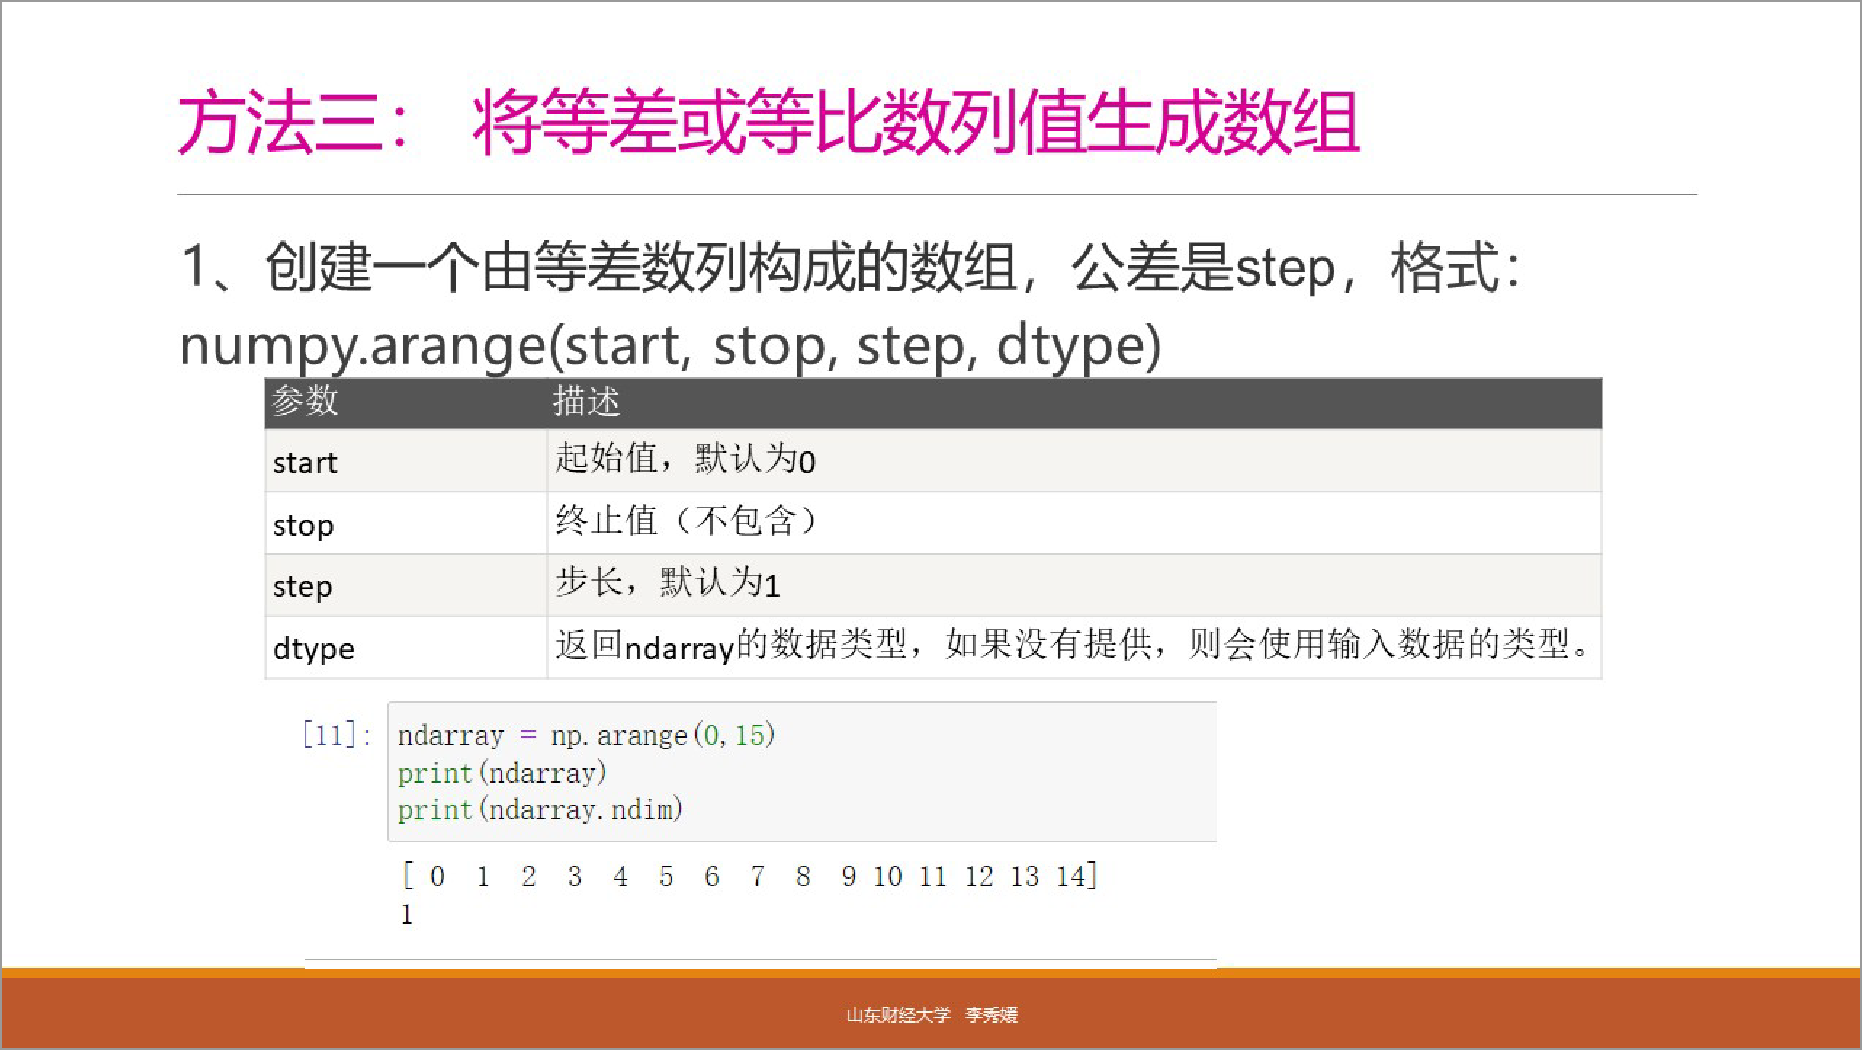 方法三： 将等差或等比数列值生成数组
1、创建一个由等差数列构成的数组，公差是step，格式：
numpy.arange(start, stop, step, dtype)
参数 描述
start 起始值，默认为0
stop 终止值（不包含）
step 步长，默认为1
dtype 返回ndarray的数据类型，如果没有提供，则会使用输入数据的类型。
[11]: ndarray = np.arange(0,15)
print(ndarray)
print(ndarray.ndim)
[ 0 1 2 3 4 5 6 7 8 9 10 11 12 13 14]
1
山东财经大学 李秀媛